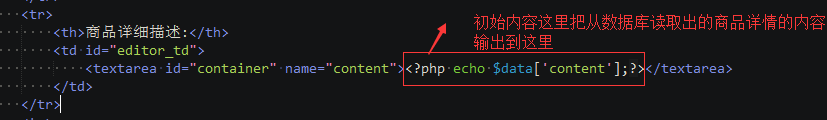 </tr>
<tr>
<th>商品详细描述:</th>
<td id="editor_td">
<textarea id="container" name="content"><?php echo $data['content'];?></textarea>
</td>
</tr>
初始内容这里把从数据库读取出的商品详情的内容
输出到这里